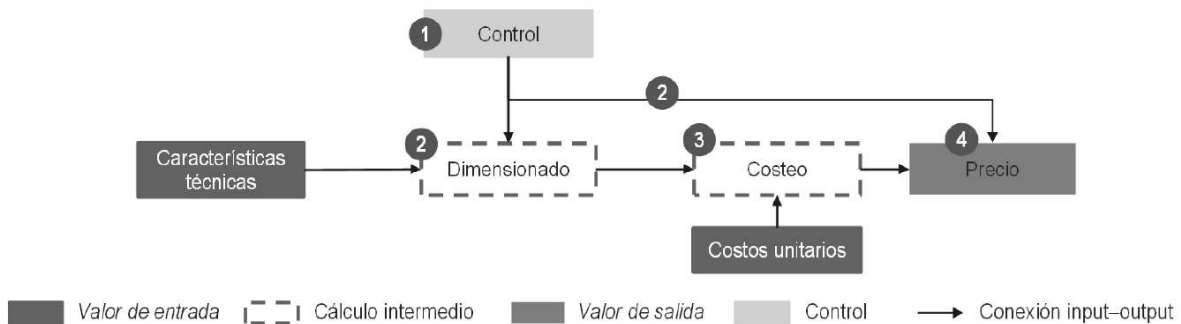 1 Control
2
Características
técnicas
2 Dimensionado
3 Costeo
4 Precio
Costos unitarios
Valor de entrada
Cálculo intermedio
Valor de salida
Control
Conexión input–output